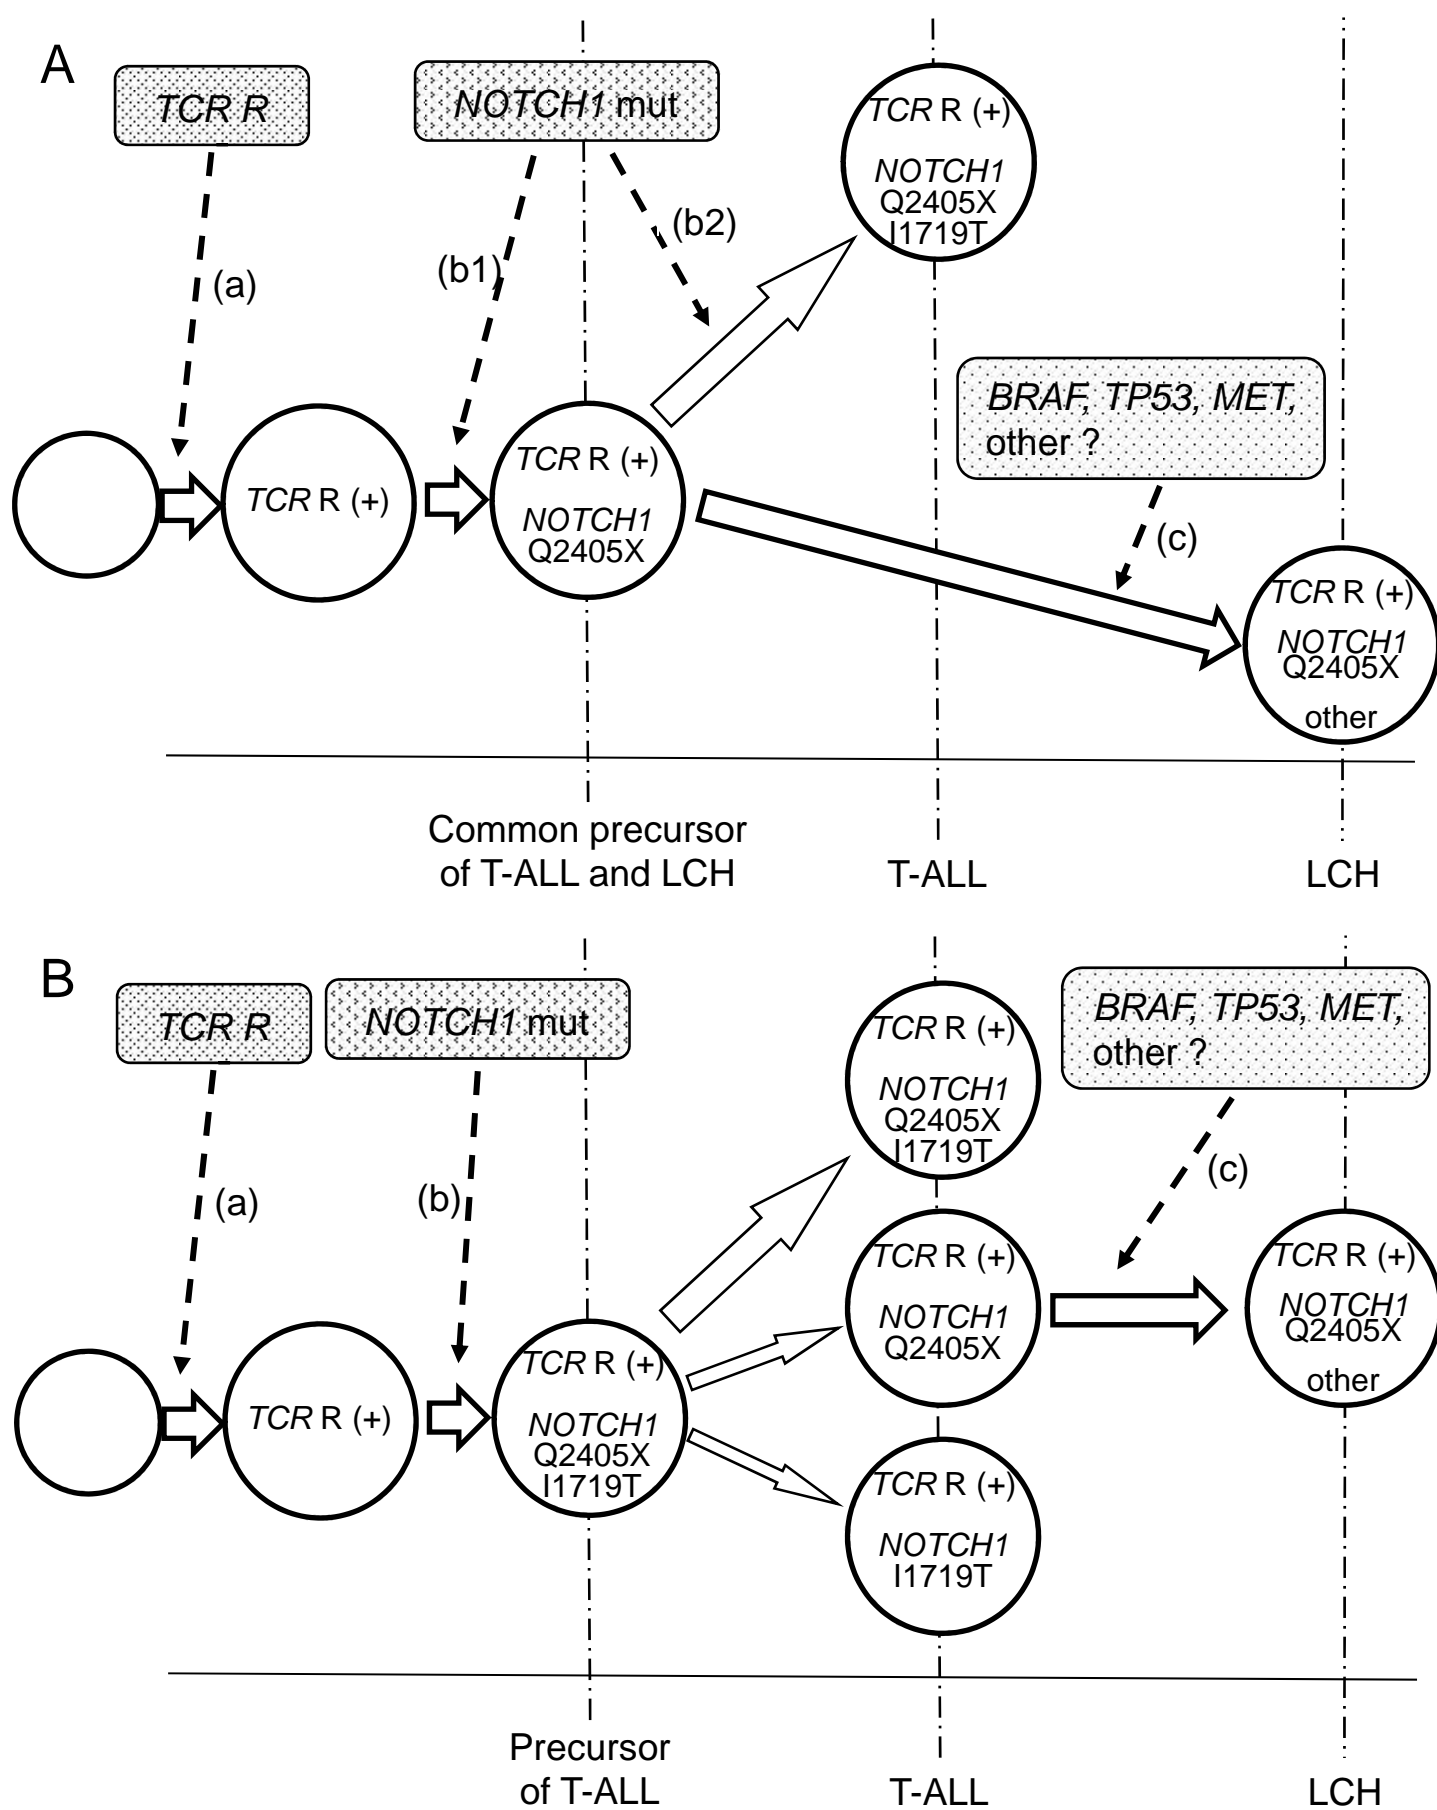 A
TCR R
NOTCH1 mut
(a)
(b1)
(b2)
TCR R (+)
NOTCH1
Q2405X
I1719T
BRAF, TP53, MET,
other ?
(c)
TCR R (+)
TCR R (+)
NOTCH1
Q2405X
TCR R (+)
NOTCH1
Q2405X
other
Common precursor
of T-ALL and LCH
T-ALL
LCH
B
TCR R
NOTCH1 mut
(a)
(b)
TCR R (+)
NOTCH1
Q2405X
I1719T
BRAF, TP53, MET,
other ?
(c)
TCR R (+)
TCR R (+)
NOTCH1
Q2405X
I1719T
TCR R (+)
NOTCH1
Q2405X
TCR R (+)
NOTCH1
Q2405X
other
TCR R (+)
NOTCH1
I1719T
Precursor
of T-ALL
T-ALL
LCH